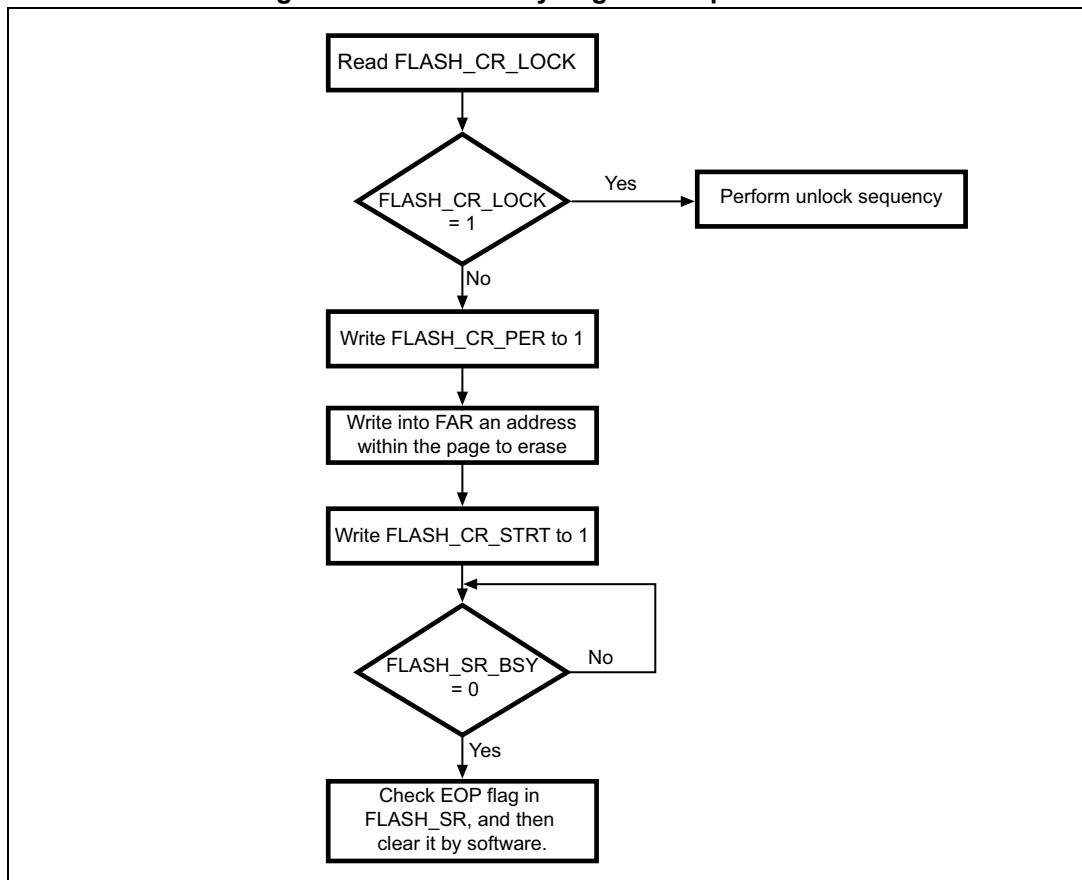 Read FLASH_CR_LOCK
FLASH_CR_LOCK
= 1
Yes
Perform unlock sequency
No
Write FLASH_CR_PER to 1
Write into FAR an address
within the page to erase
Write FLASH_CR_STRT to 1
FLASH_SR_BSY
= 0
No
Yes
Check EOP flag in
FLASH_SR, and then
clear it by software.